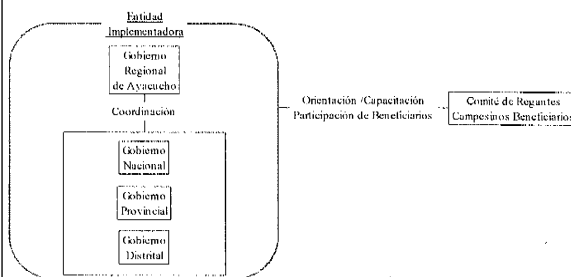 Entidad
Implementadora
Gobierno
Regional
de Ayacucho
Coordinación
Gobierno
Nacional
Gobierno
Provincial
Gobierno
Distrital
Orientación /Capacitación
Participación de Beneficiarios
Comité de Regantes
Campesinos Beneficiarios